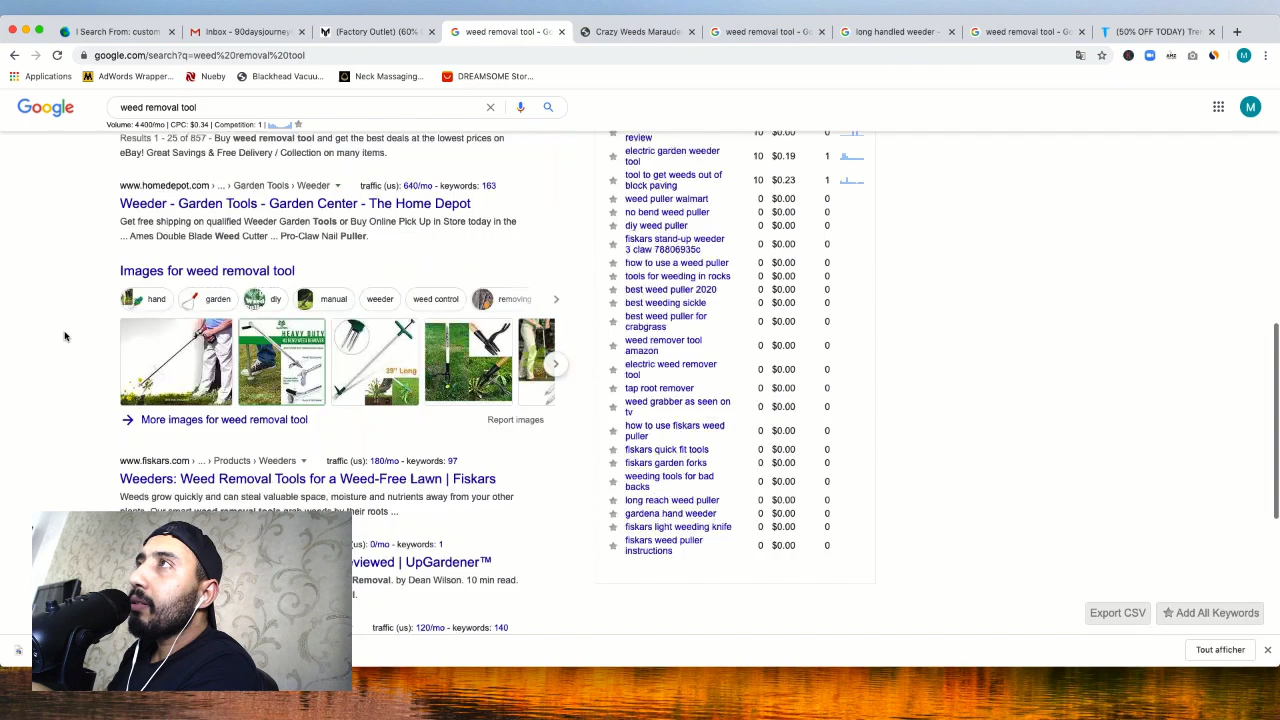 I Search From: custom
Inbox - 90daysjourney
(Factory Outlet) (60%
weed removal tool - Go
Crazy Weeds Maraude
weed removal tool - Go
long handled weeder -
weed removal tool - Go
(50% OFF TODAY) Tre
google.com/search?q=weed%20removal%20tool
Applications
AdWords Wrapper...
Nueby
Blackhead Vacuu...
Neck Massaging...
DREAMSOME Stor...
Google
weed removal tool
M
Volume: 4 400/mo | CPC: $0.34 | Competition: 1 |
Results 1 - 25 of 857 - Buy weed removal tool and get the best deals at the lowest prices on
eBay! Great Savings & Free Delivery / Collection on many items.
www.homedepot.com › ... › Garden Tools › Weeder traffic (us): 640/mo - keywords: 163
Weeder - Garden Tools - Garden Center - The Home Depot
Get free shipping on qualified Weeder Garden Tools or Buy Online Pick Up in Store today in the
... Ames Double Blade Weed Cutter ... Pro-Claw Nail Puller.
Images for weed removal tool
hand
garden
diy
manual
weeder
weed control
removing
HEAVY DUTY
39" Long
More images for weed removal tool
Report images
www.fiskars.com › ... › Products › Weeders traffic (us): 180/mo - keywords: 97
Weeders: Weed Removal Tools for a Weed-Free Lawn | Fiskars
Weeds grow quickly and can steal valuable space, moisture and nutrients away from your other
plants. Our smart weed removal tools grab weeds by their roots ...
us): 0/mo - keywords: 1
eviewed | UpGardener™
Removal. by Dean Wilson. 10 min read.
d.
traffic (us): 120/mo - keywords: 140
review 10 $0.00 0
electric garden weeder
tool 10 $0.19 1
tool to get weeds out of
block paving 10 $0.23 1
weed puller walmart 0 $0.00 0
no bend weed puller 0 $0.00 0
diy weed puller 0 $0.00 0
fiskars stand-up weeder
3 claw 78806935c 0 $0.00 0
how to use a weed puller 0 $0.00 0
tools for weeding in rocks 0 $0.00 0
best weed puller 2020 0 $0.00 0
best weeding sickle 0 $0.00 0
best weed puller for
crabgrass 0 $0.00 0
weed remover tool
amazon 0 $0.00 0
electric weed remover
tool 0 $0.00 0
tap root remover 0 $0.00 0
weed grabber as seen on
tv 0 $0.00 0
how to use fiskars weed
puller 0 $0.00 0
fiskars quick fit tools 0 $0.00 0
fiskars garden forks 0 $0.00 0
weeding tools for bad
backs 0 $0.00 0
long reach weed puller 0 $0.00 0
gardena hand weeder 0 $0.00 0
fiskars light weeding knife 0 $0.00 0
fiskars weed puller
instructions 0 $0.00 0
Export CSV
Add All Keywords
Tout afficher